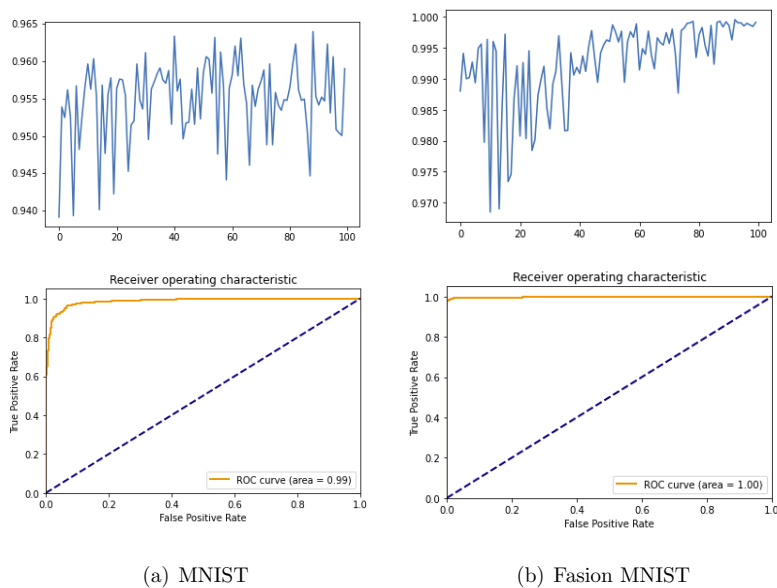 0.965
0.960
0.955
0.950
0.945
0.940
0 20 40 60 80 100
1.000
0.995
0.990
0.985
0.980
0.975
0.970
0 20 40 60 80 100
Receiver operating characteristic
1.0
0.8
0.6
0.4
0.2
0.0
True Positive Rate
ROC curve (area = 0.99)
0.0 0.2 0.4 0.6 0.8 1.0
False Positive Rate
Receiver operating characteristic
1.0
0.8
0.6
0.4
0.2
0.0
True Positive Rate
ROC curve (area = 1.00)
0.0 0.2 0.4 0.6 0.8 1.0
False Positive Rate
(a) MNIST
(b) Fasion MNIST